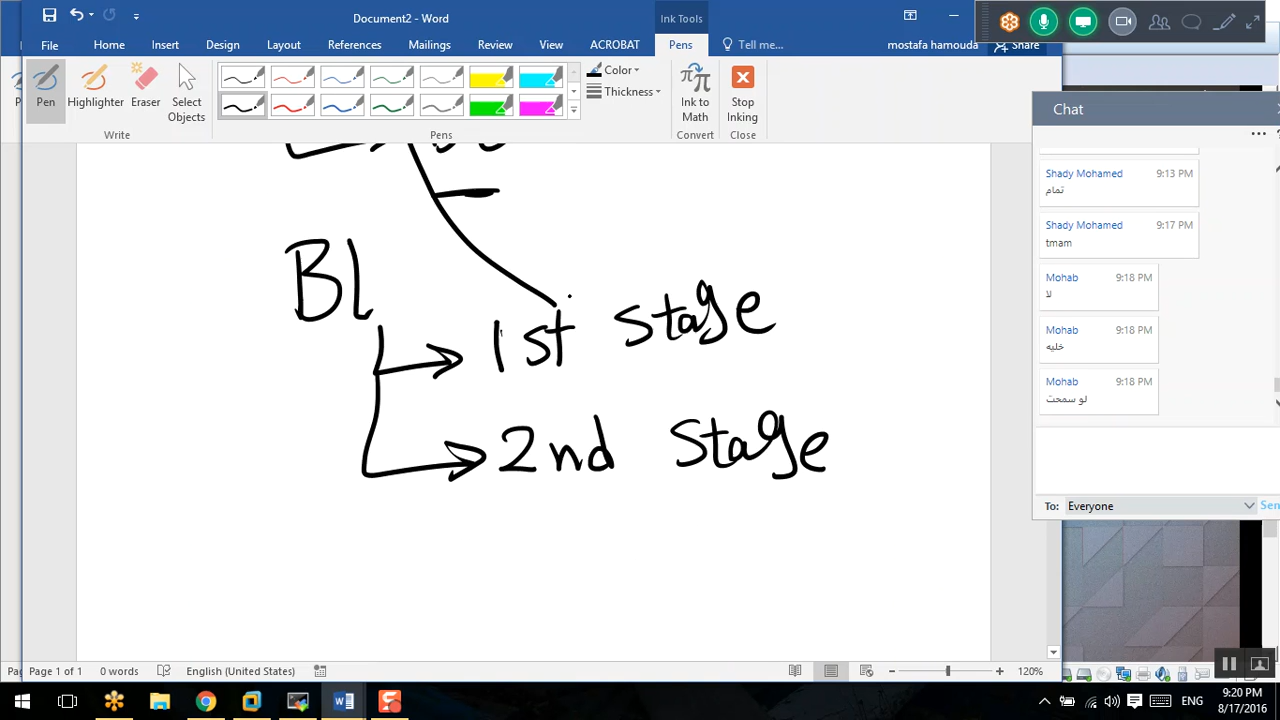 Document2 - Word
Ink Tools
File
Home
Insert
Design
Layout
References
Mailings
Review
View
ACROBAT
Pens
Tell me...
mostafa hamouda
Share
Pen
Highlighter
Eraser
Select Objects
Color
Thickness
Ink to Math
Stop Inking
Write
Pens
Convert
Close
Bl
1st stage
2nd stage
Chat
Shady Mohamed 9:13 PM
تمام
Shady Mohamed 9:17 PM
tmam
Mohab 9:18 PM
لا
Mohab 9:18 PM
خليه
Mohab 9:18 PM
لو سمحت
To: Everyone
Sen
Page 1 of 1
0 words
English (United States)
120%
ENG
9:20 PM
8/17/2016